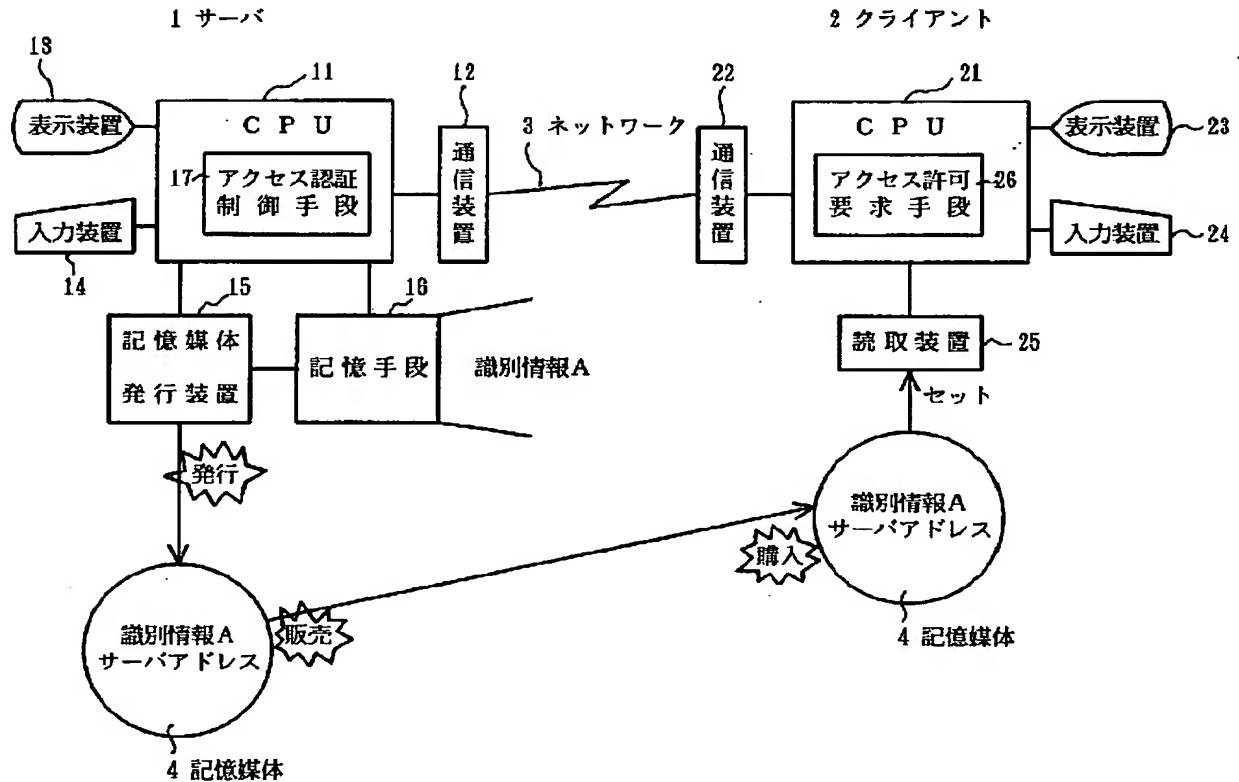 1 サーバ
2 クライアント
13
11
12
22
21
表示装置
CPU
3 ネットワーク
CPU
表示装置
23
17
アクセス認証
制御手段
通信装置
通信装置
アクセス許可
要求手段
26
入力装置
14
入力装置
24
15
16
記憶媒体
発行装置
記憶手段
識別情報A
読取装置
25
セット
発行
識別情報A
サーバアドレス
購入
販売
4 記憶媒体
識別情報A
サーバアドレス
4 記憶媒体